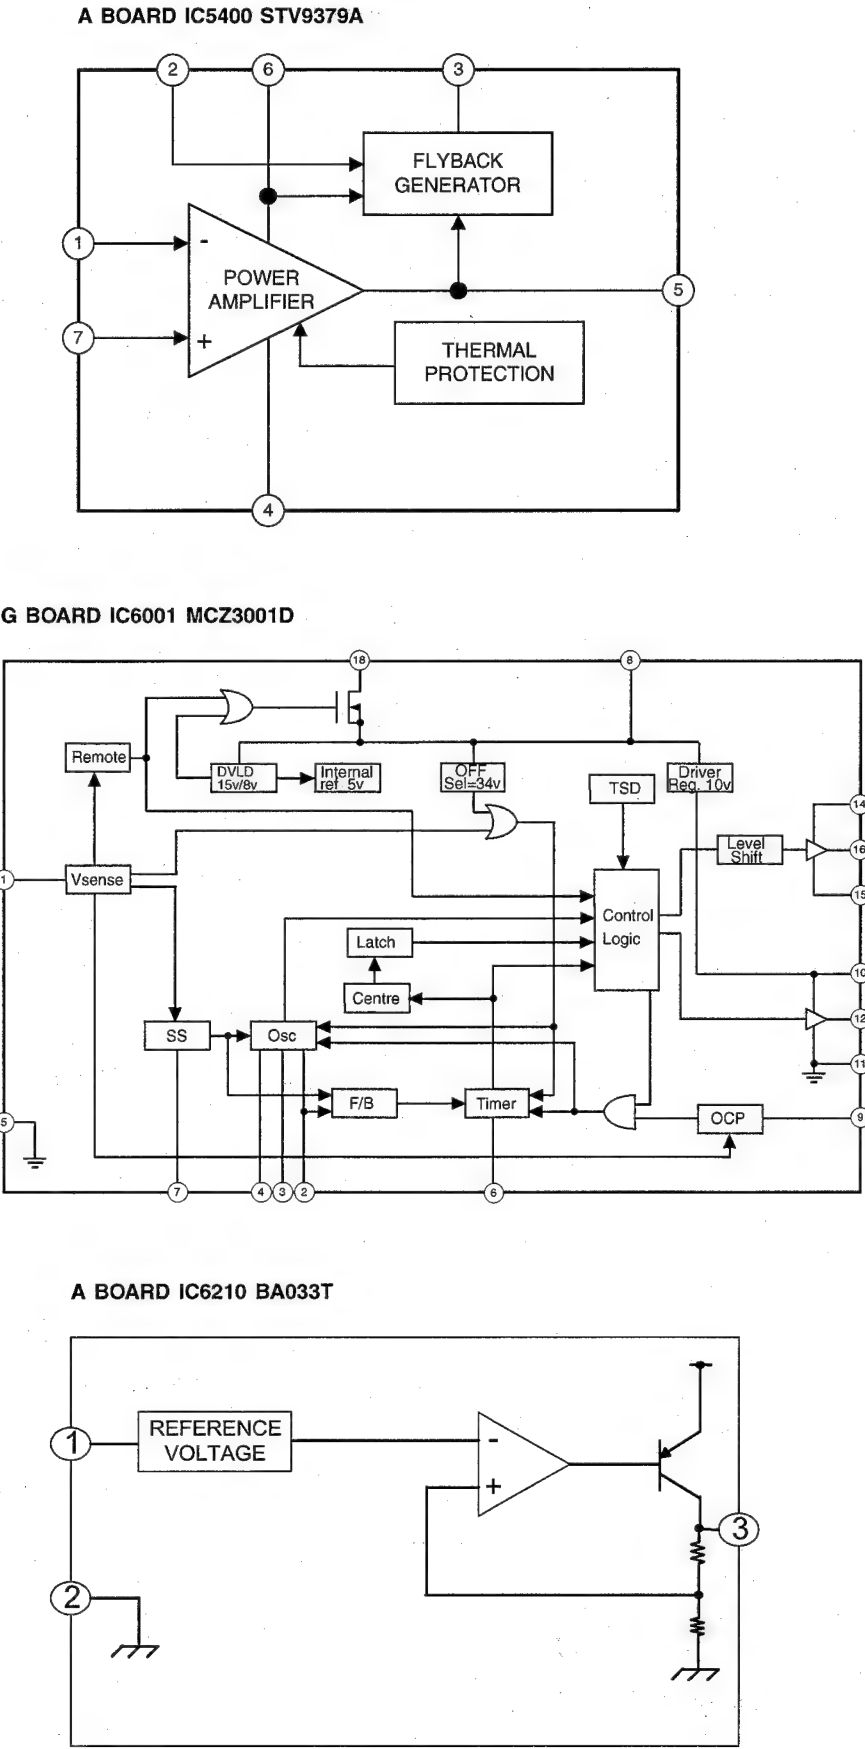 A BOARD IC5400 STV9379A
2
6
3
FLYBACK
GENERATOR
1
-
POWER
AMPLIFIER
5
7
+
THERMAL
PROTECTION
4
G BOARD IC6001 MCZ3001D
18
8
Remote
DVLD
15v/8v
Internal
ref 5v
OFF
Sel=34v
Driver
Reg. 10v
TSD
14
Level
Shift
16
1
Vsense
15
Control
Logic
Latch
10
Centre
12
SS
Osc
11
F/B
Timer
OCP
9
5
7
4
3
2
6
A BOARD IC6210 BA033T
1
REFERENCE
VOLTAGE
-
+
3
2